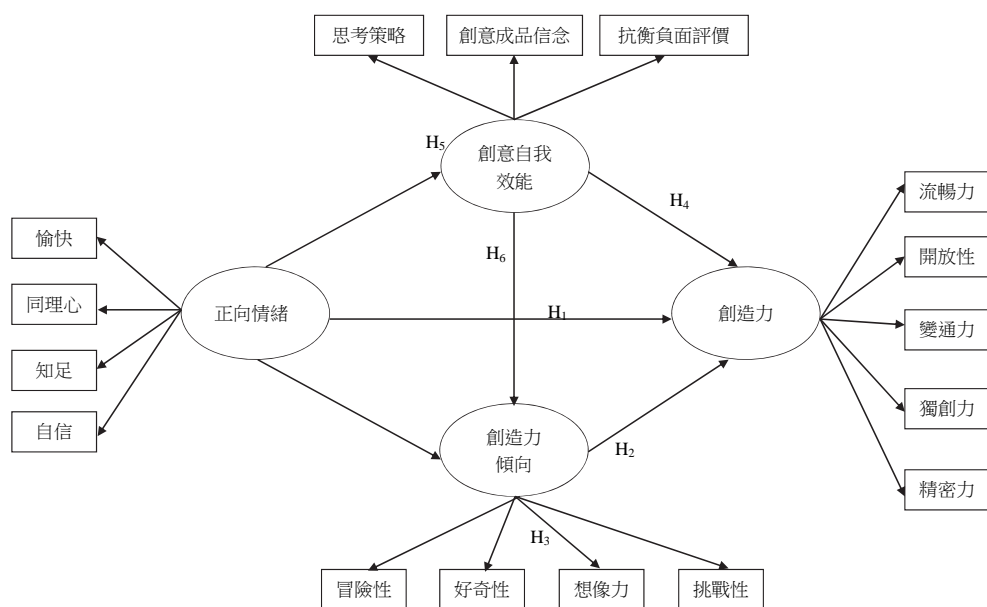 思考策略
創意成品信念
抗衡負面評價
H5
創意自我
效能
H4
流暢力
開放性
變通力
獨創力
精密力
愉快
同理心
知足
自信
正向情緒
H6
H1
創造力
創造力
傾向
H2
H3
冒險性
好奇性
想像力
挑戰性